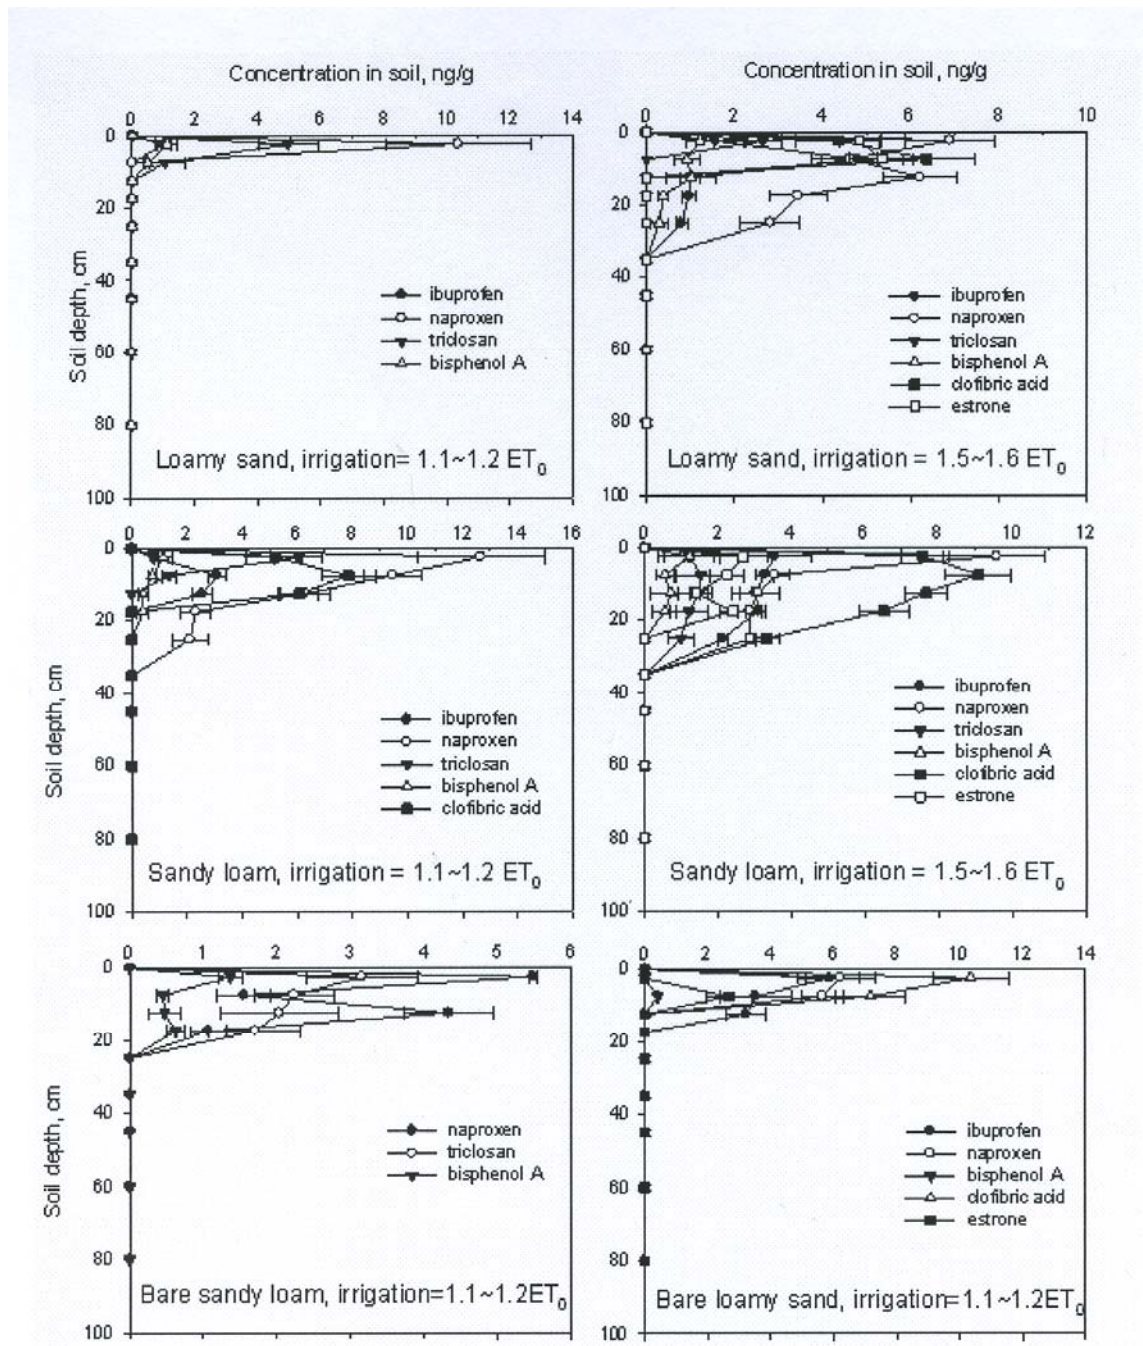 Concentration in soil, ng/g
0 2 4 6 8 10 12 14
0
20
40
60
80
100
Soil depth, cm
ibuprofen
naproxen
triclosan
bisphenol A
Loamy sand, irrigation= 1.1~1.2 ET0
Concentration in soil, ng/g
0 2 4 6 8 10
0
20
40
60
80
100
ibuprofen
naproxen
triclosan
bisphenol A
clofibric acid
estrone
Loamy sand, irrigation = 1.5~1.6 ET0
0 2 4 6 8 10 12 14 16
0
20
40
60
80
100
Soil depth, cm
ibuprofen
naproxen
triclosan
bisphenol A
clofibric acid
Sandy loam, irrigation = 1.1~1.2 ET0
0 2 4 6 8 10 12
0
20
40
60
80
100
ibuprofen
naproxen
triclosan
bisphenol A
clofibric acid
estrone
Sandy loam, irrigation = 1.5~1.6 ET0
0 1 2 3 4 5 6
0
20
40
60
80
100
Soil depth, cm
naproxen
triclosan
bisphenol A
Bare sandy loam, irrigation=1.1~1.2ET0
0 2 4 6 8 10 12 14
0
20
40
60
80
100
ibuprofen
naproxen
bisphenol A
clofibric acid
estrone
Bare loamy sand, irrigation=1.1~1.2ET0